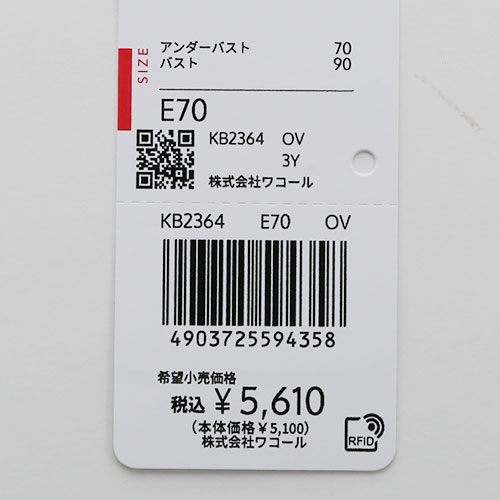 SIZE
アンダーバスト 70
バスト 90
E70
KB2364 OV
3Y
株式会社ワコール
KB2364 E70 OV
4903725594358
希望小売価格
税込 ¥5,610
(本体価格¥5,100)
株式会社ワコール
RFID